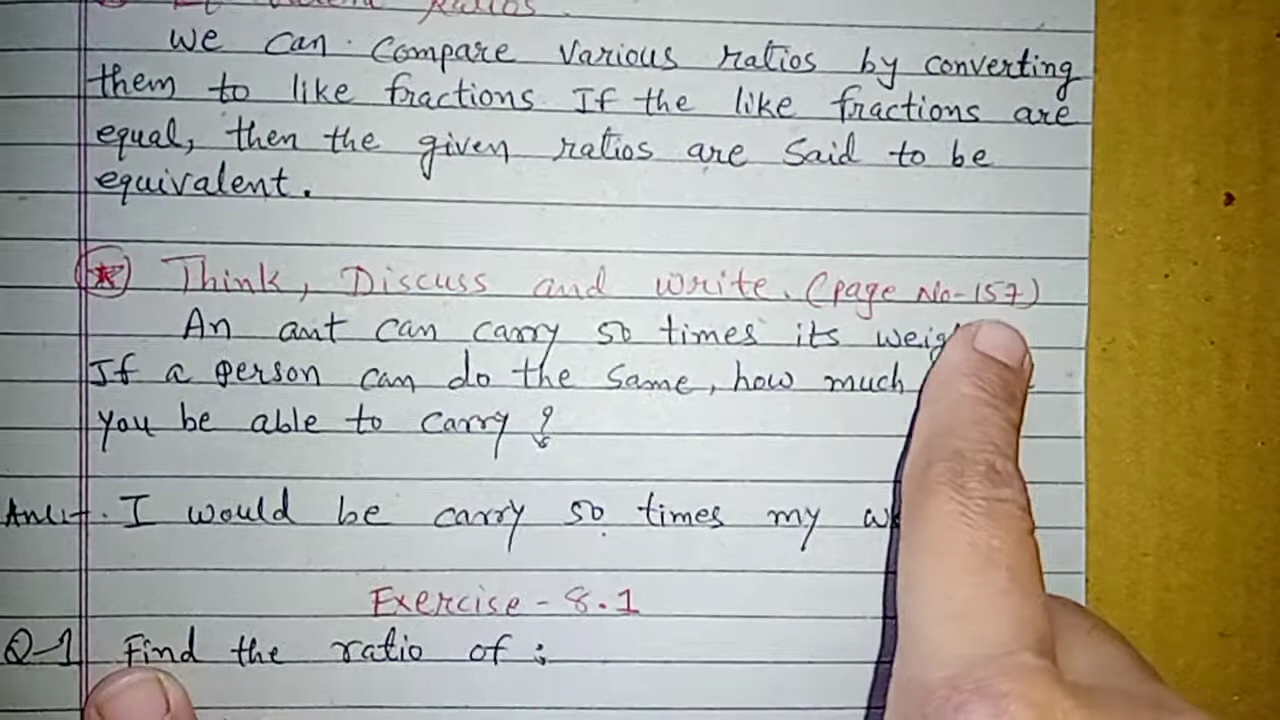 Ratios.
We can compare various ratios by converting
them to like fractions. If the like fractions are
equal, then the given ratios are said to be
equivalent.
Think, Discuss and write. (page No-157)
An ant can carry 50 times its
If a person can do the same, how much
you be able to carry?
I would be carry 50 times my
Exercise - 8.1
Q-1 Find the ratio of :